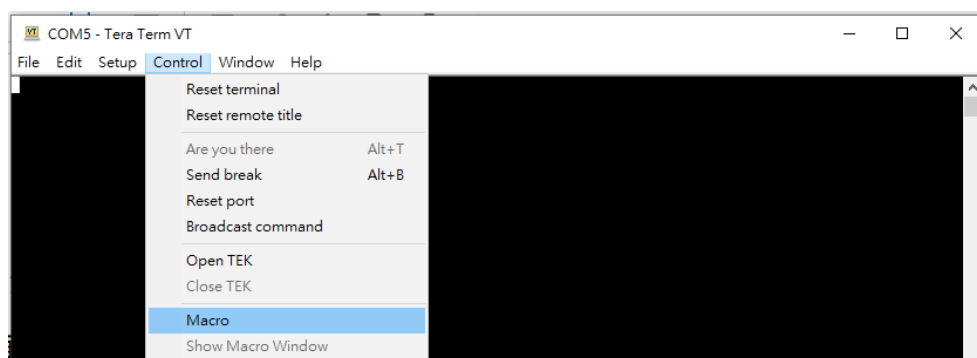 VT COM5 - Tera Term VT
File Edit Setup Control Window Help
Reset terminal
Reset remote title
Are you there Alt+T
Send break Alt+B
Reset port
Broadcast command
Open TEK
Close TEK
Macro
Show Macro Window